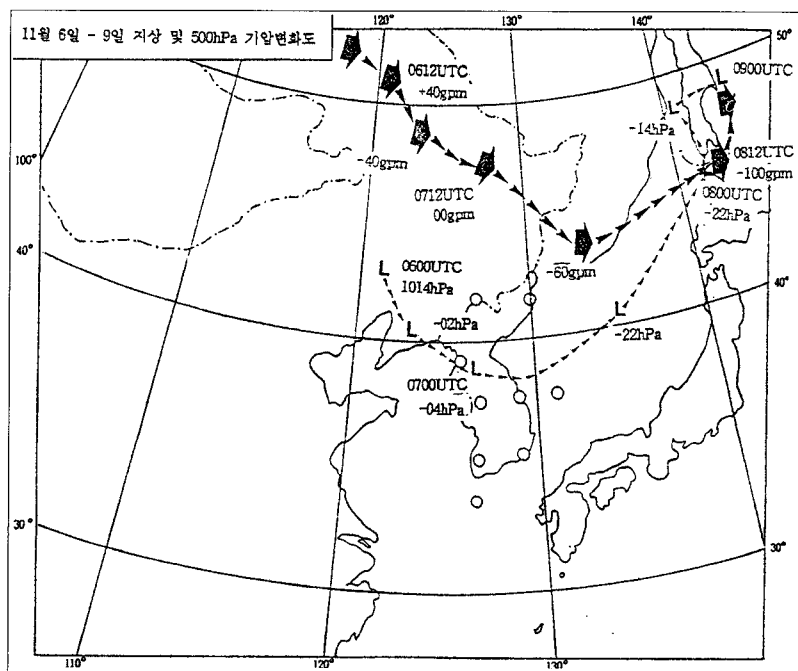 11월 6일 - 9일 지상 및 500hPa 기압변화도
120°
130°
140°
50°
0612UTC
+40gpm
L
0900UTC
L
-14hPa
-40gpm
0812UTC
-100gpm
100°
0712UTC
00gpm
0800UTC
-22hPa
40°
-60gpm
L
0600UTC
1014hPa
40°
-02hPa
L
L
-22hPa
L
0700UTC
-04hPa
30°
30°
110°
120°
130°